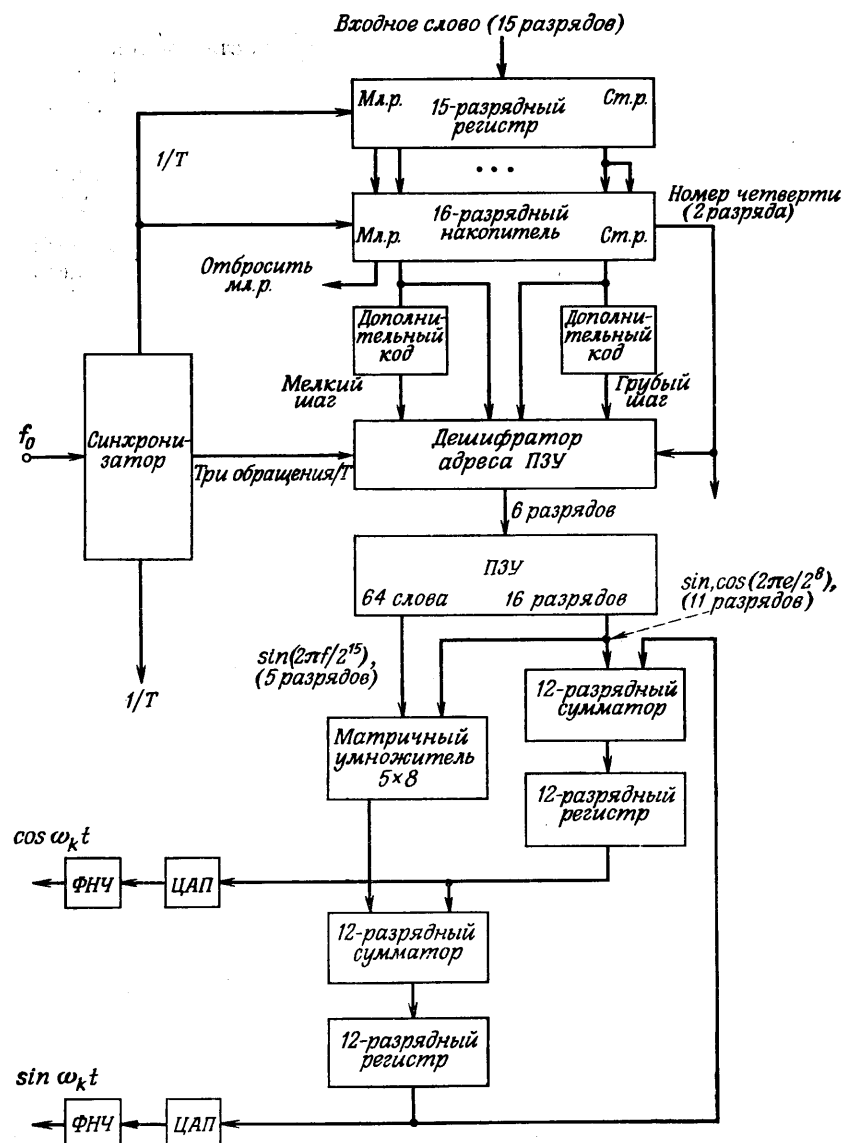 Входное слово (15 разрядов)
Мл.р.
Ст.р.
15-разрядный
регистр
1/T
...
Номер четверти
(2 разряда)
16-разрядный
накопитель
Мл.р.
Ст.р.
Отбросить
мл.р.
Дополни-
тельный
код
Дополни-
тельный
код
Мелкий
шаг
Грубый
шаг
f₀
Синхрони-
затор
Дешифратор
адреса ПЗУ
Три обращения/T
6 разрядов
ПЗУ
64 слова
16 разрядов
sin,cos(2πe/2⁸),
(11 разрядов)
sin(2πf/2¹⁵),
(5 разрядов)
1/T
12-разрядный
сумматор
Матричный
умножитель
5×8
12-разрядный
регистр
cos ωₖt
ФНЧ
ЦАП
12-разрядный
сумматор
12-разрядный
регистр
sin ωₖt
ФНЧ
ЦАП